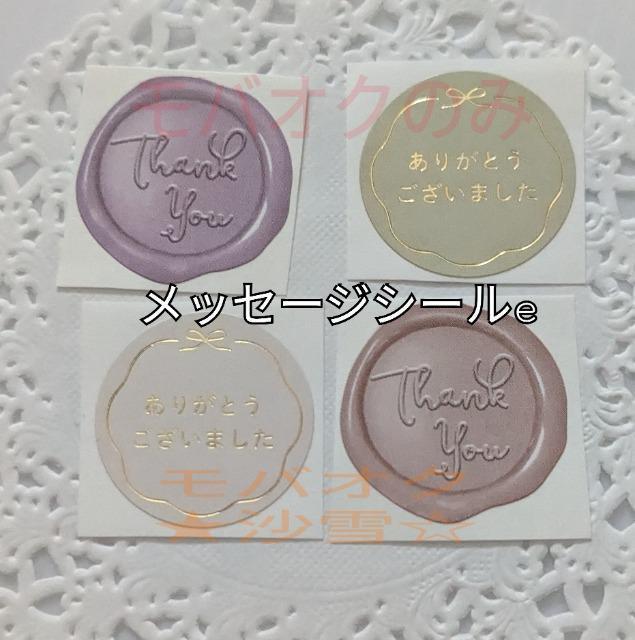 モバオクのみ
Thank
You
ありがとう
ございました
メッセージシールe
ありがとう
ございました
Thank
You
モバオク
★沙雪☆